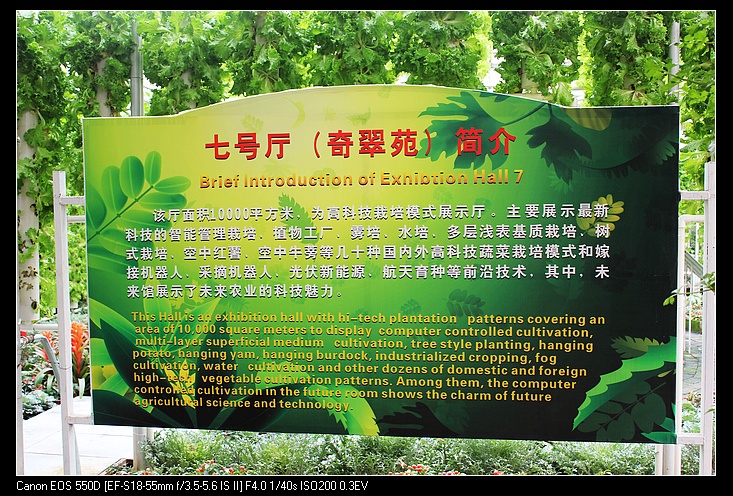 七号厅（奇翠苑）简介
Brief Introduction of Exhibtion Hall 7
该厅面积10000平方米，为高科技栽培模式展示厅。主要展示最新
科技的智能管理栽培、植物工厂、雾培、水培、多层浅表基质栽培、树
式栽培、空中红薯、空中牛蒡等几十种国内外高科技蔬菜栽培模式和嫁
接机器人、采摘机器人、光伏新能源、航天育种等前沿技术，其中，未
来馆展示了未来农业的科技魅力。
This Hall is an exhibition hall with hi-tech plantation patterns covering an
area of 10,000 square meters to display computer controlled cultivation,
multi-layer superficial medium cultivation, tree style planting, hanging
potato, hanging yam, hanging burdock, industrialized cropping, fog
cultivation, water cultivation and other dozens of domestic and foreign
high-tech vegetable cultivation patterns. Among them, the computer
controlled cultivation in the future room shows the charm of future
agricultural science and technology.
Canon EOS 550D [EF-S18-55mm f/3.5-5.6 IS II] F4.0 1/40s ISO200 0.3EV